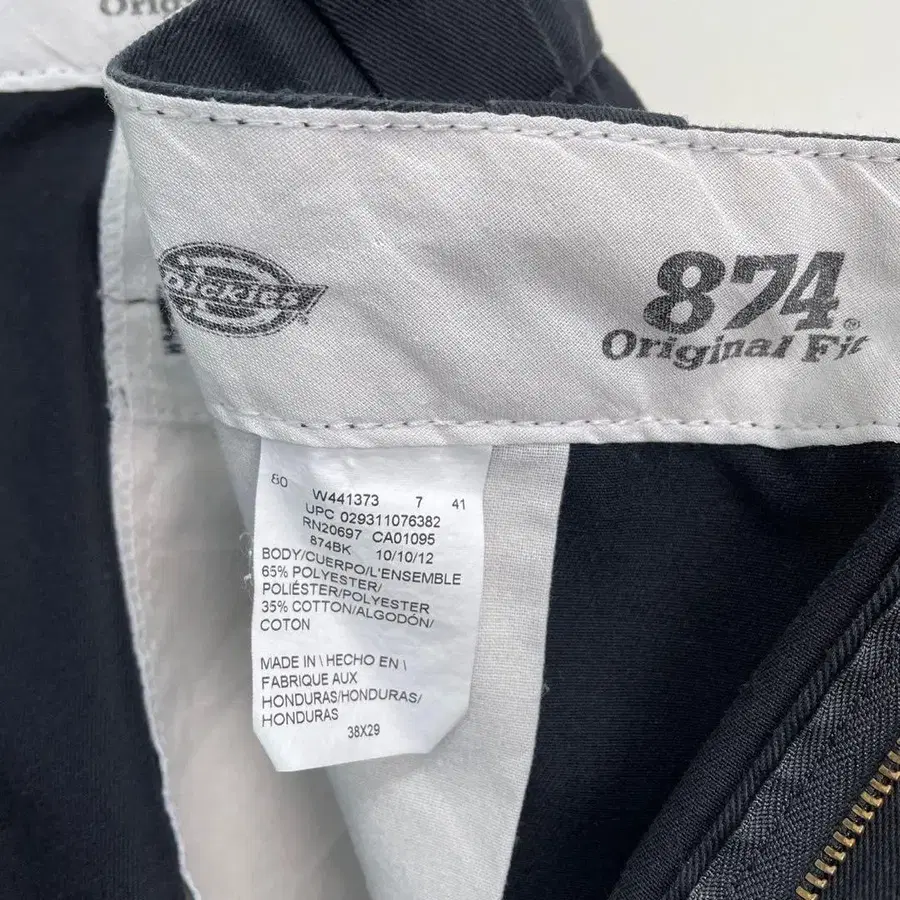 Orig
Dickies
874®
Original Fit
80 W441373 7 41
UPC 029311076382
RN20697 CA01095
874BK 10/10/12
BODY/CUERPO/L'ENSEMBLE
65% POLYESTER/
POLIÉSTER/POLYESTER
35% COTTON/ALGODÓN/
COTON
MADE IN \ HECHO EN \
FABRIQUE AUX
HONDURAS/HONDURAS/
HONDURAS
38X29